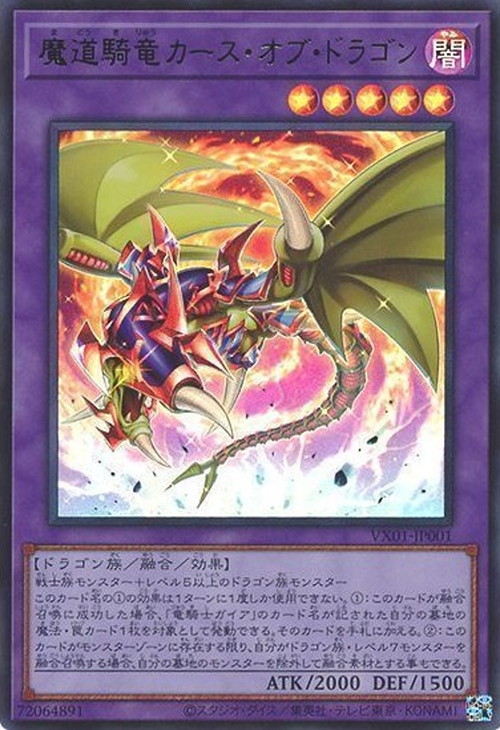 魔道騎竜カース・オブ・ドラゴン
闇
VX01-JP001
【ドラゴン族/融合/効果】
戦士族モンスター+レベル5以上のドラゴン族モンスター
このカード名の①の効果は1ターンに1度しか使用できない。①:このカードが融合
召喚に成功した場合、「竜騎士ガイア」のカード名が記された自分の墓地の
魔法・罠カード1枚を対象として発動できる。そのカードを手札に加える。②:この
カードがモンスターゾーンに存在する限り、自分がドラゴン族・レベル7モンスターを
融合召喚する場合、自分の墓地のモンスターを除外して融合素材とする事もできる。
ATK/2000 DEF/1500
72064891
©スタジオ・ダイス/集英社・テレビ東京・KONAMI